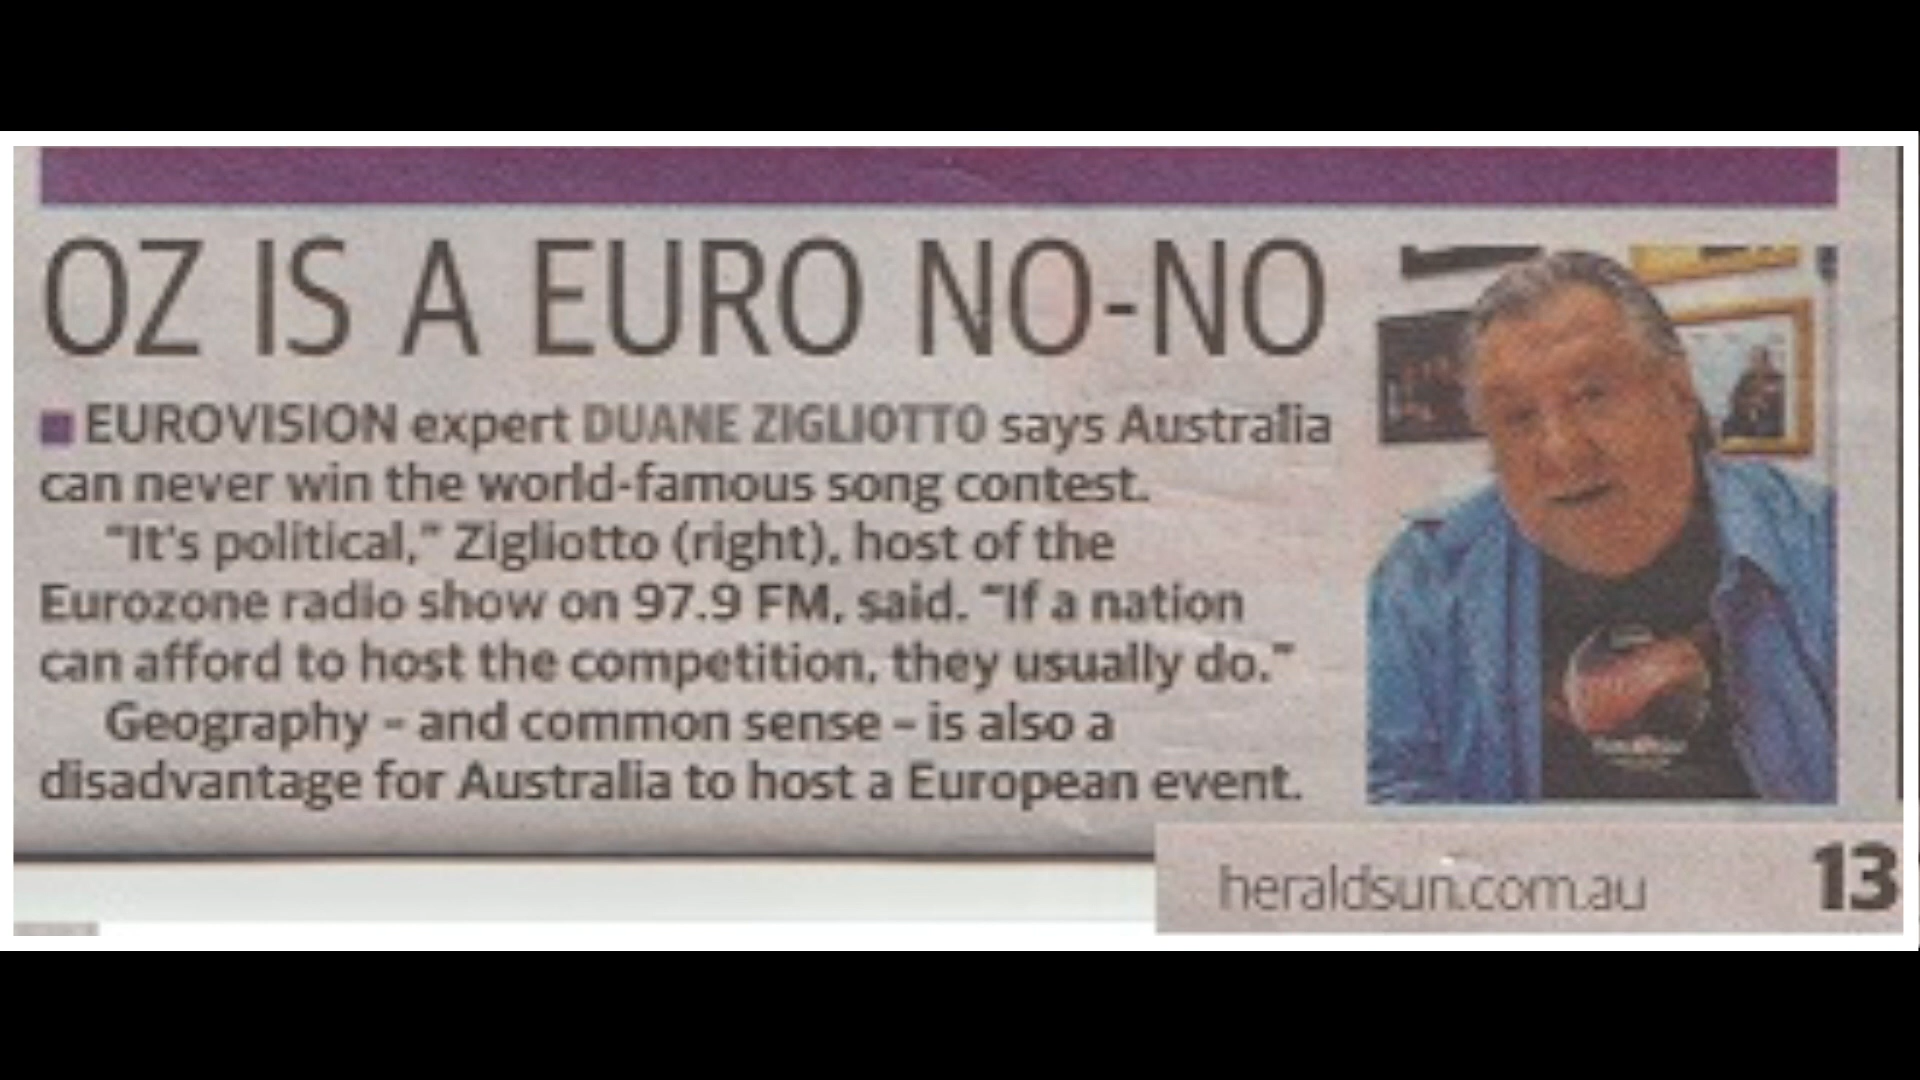 OZ IS A EURO NO-NO
EUROVISION expert DUANE ZIGLIOTTO says Australia
can never win the world-famous song contest.
“It's political,” Zigliotto (right), host of the
Eurozone radio show on 97.9 FM, said. “If a nation
can afford to host the competition, they usually do.”
Geography – and common sense – is also a
disadvantage for Australia to host a European event.
heraldsun.com.au 13